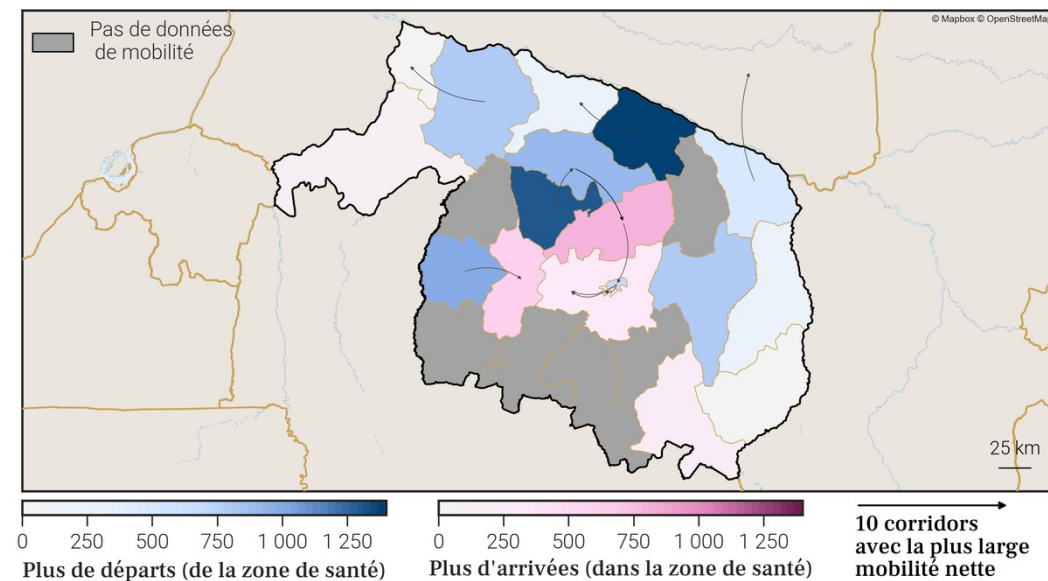 © Mapbox © OpenStreetMap
Pas de données
de mobilité
25 km
0 250 500 750 1 000 1 250
Plus de départs (de la zone de santé)
0 250 500 750 1 000 1 250
Plus d'arrivées (dans la zone de santé)
10 corridors
avec la plus large
mobilité nette